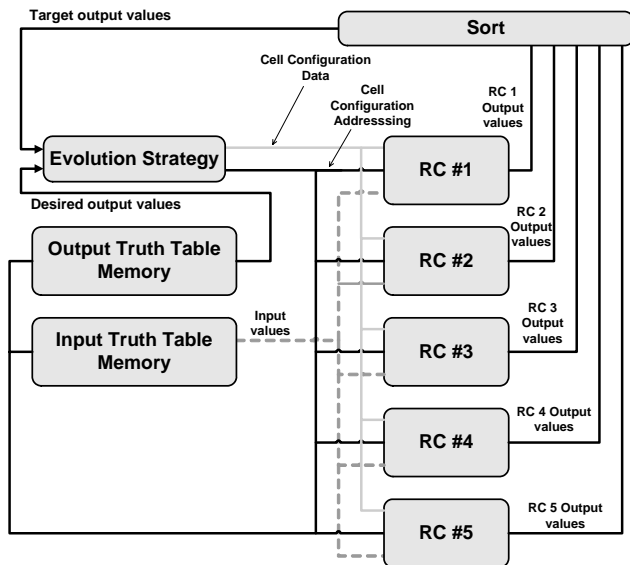 Target output values
Sort
Cell Configuration
Data
Cell
Configuration
Addresssing
RC 1
Output
values
Evolution Strategy
RC #1
Desired output values
RC 2
Output
values
Output Truth Table
Memory
RC #2
Input
values
RC 3
Output
values
Input Truth Table
Memory
RC #3
RC 4 Output
values
RC #4
RC 5 Output
values
RC #5